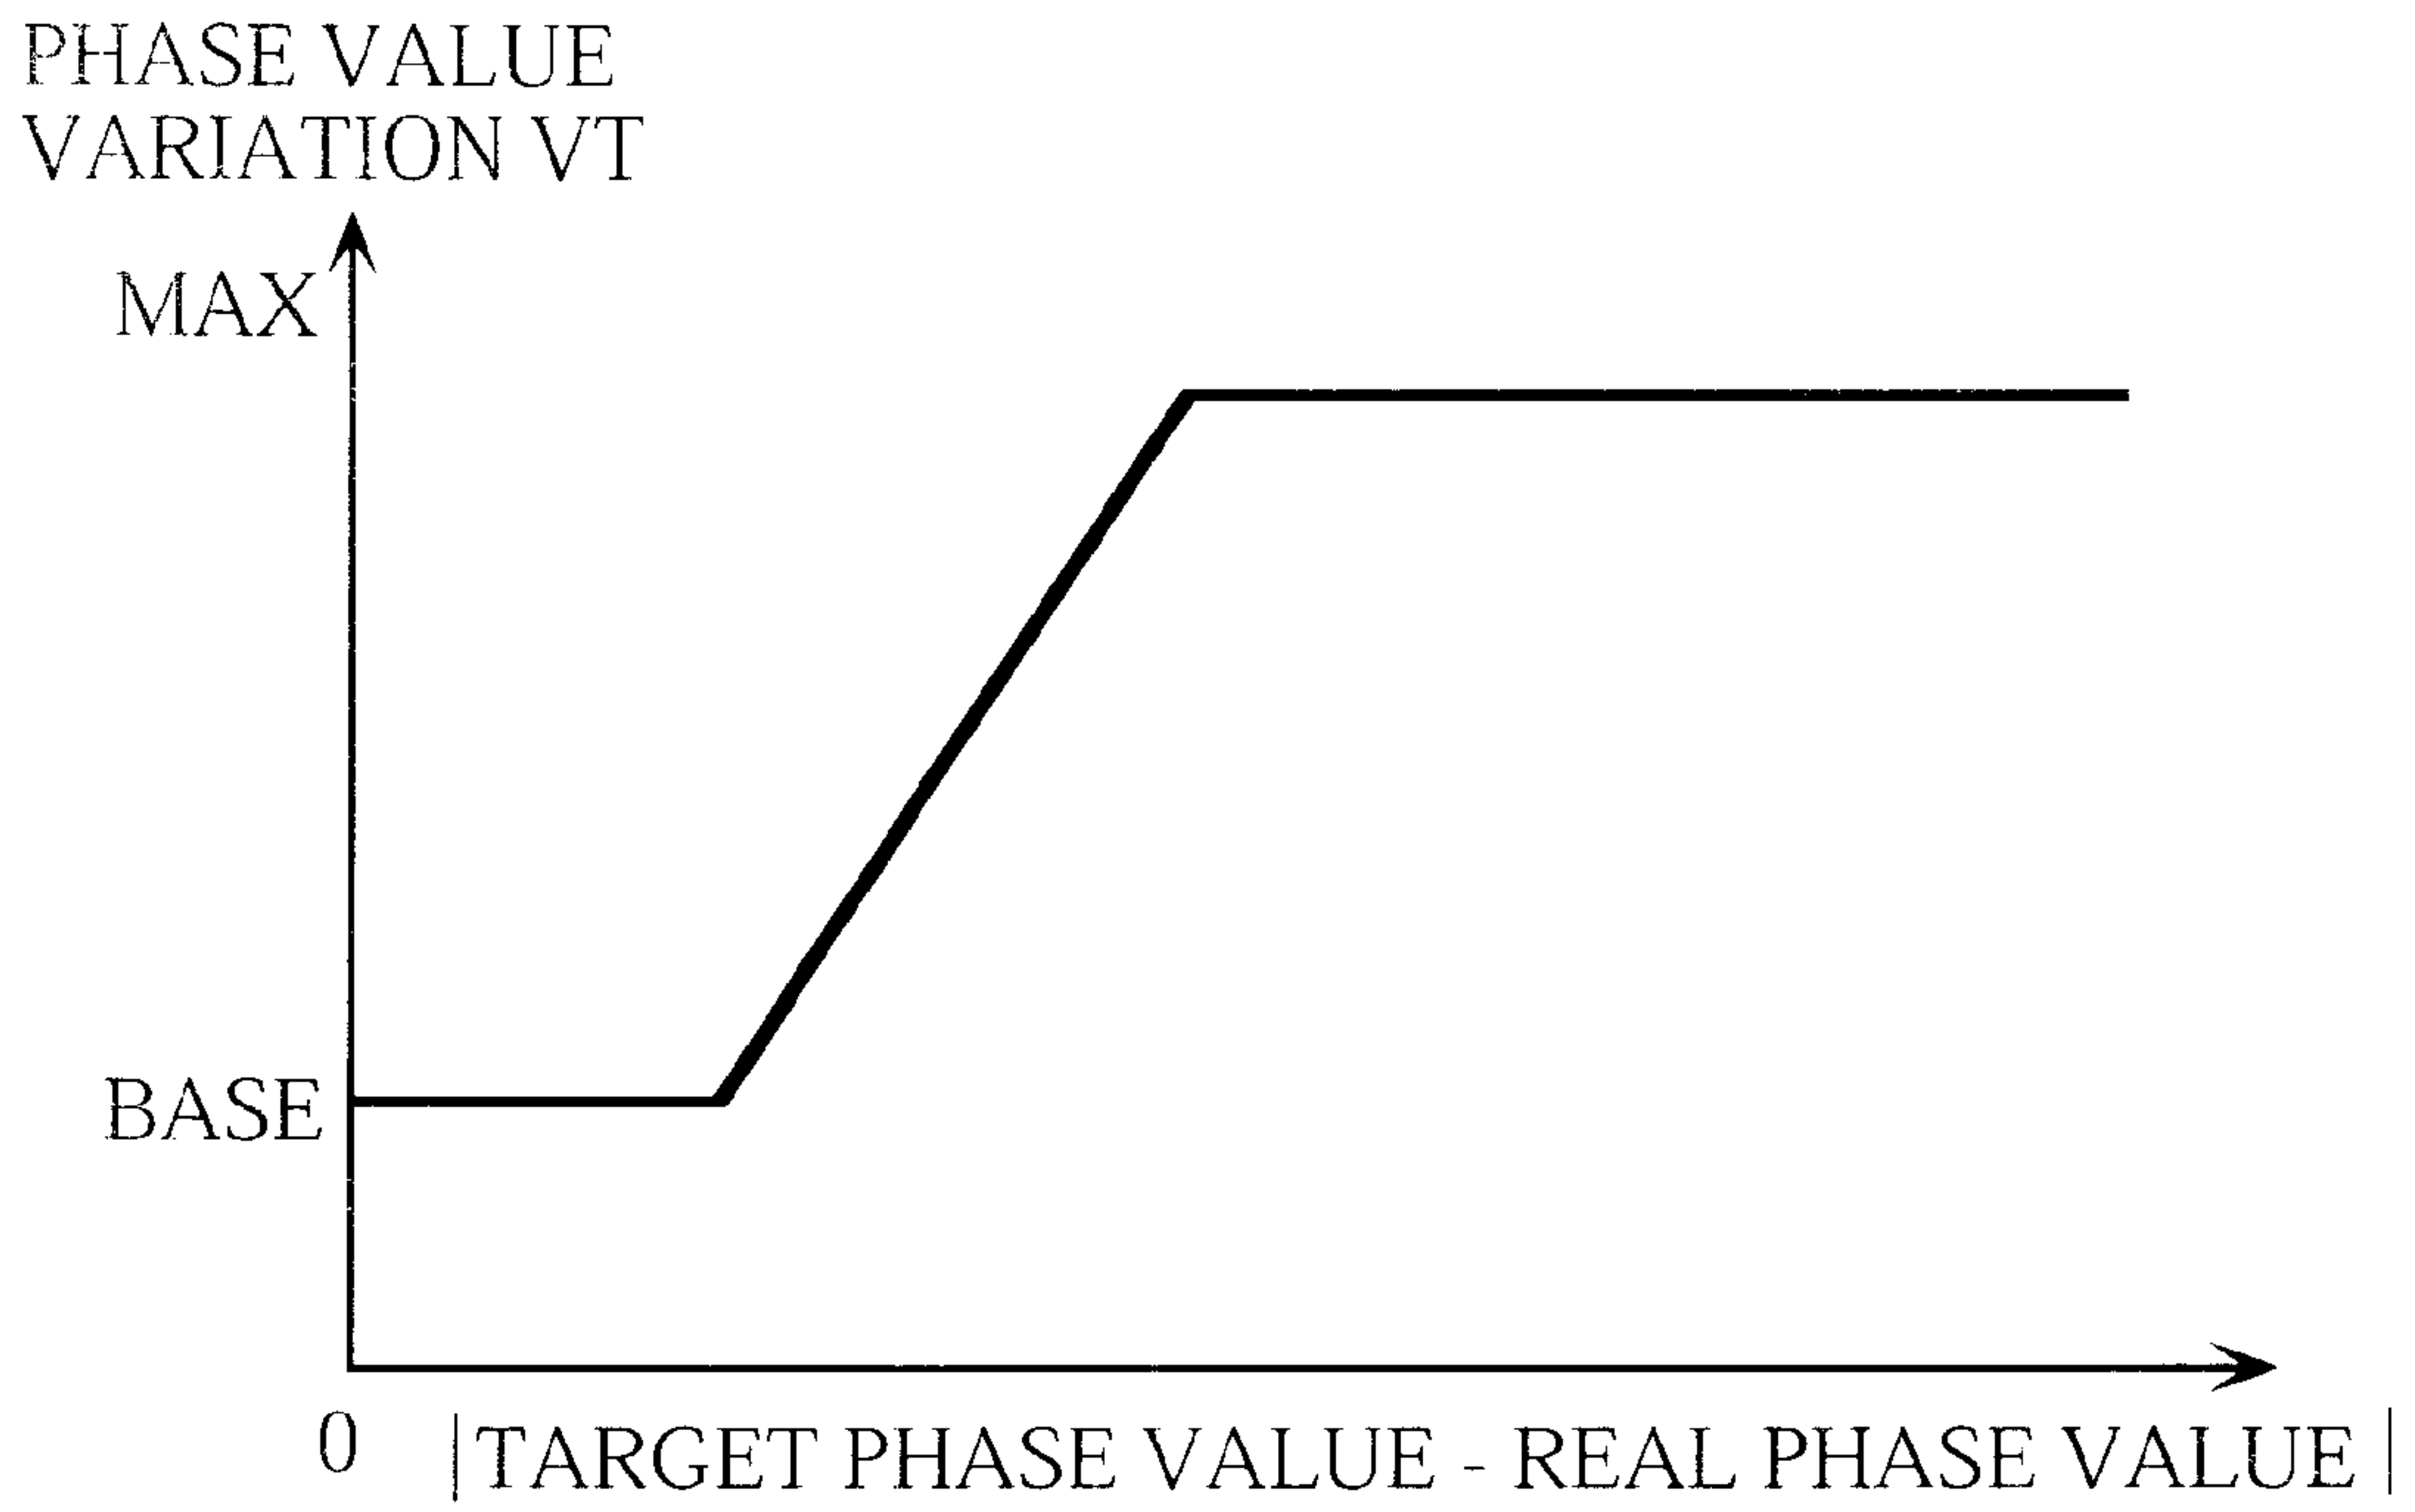 PHASE VALUE
VARIATION VT
MAX
BASE
0 |TARGET PHASE VALUE - REAL PHASE VALUE|